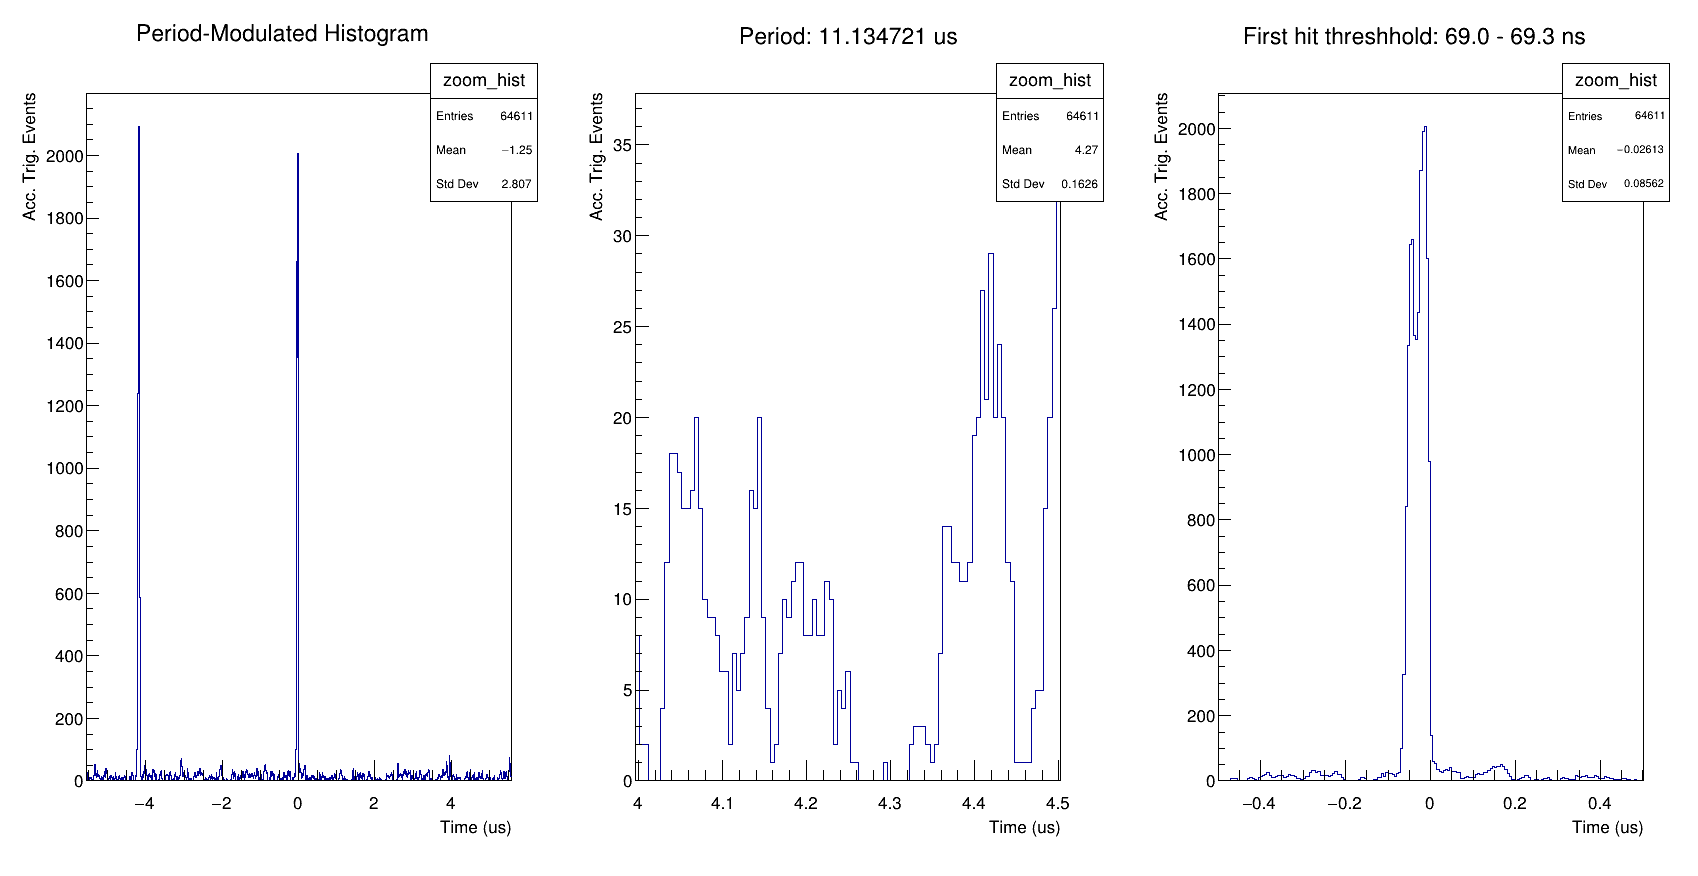 Period-Modulated Histogram
zoom_hist
Entries 64611
Mean −1.25
Std Dev 2.807
Acc. Trig. Events
2000
1800
1600
1400
1200
1000
800
600
400
200
0
−4 −2 0 2 4
Time (us)
Period: 11.134721 us
zoom_hist
Entries 64611
Mean 4.27
Std Dev 0.1626
Acc. Trig. Events
35
30
25
20
15
10
5
0
4 4.1 4.2 4.3 4.4 4.5
Time (us)
First hit threshhold: 69.0 - 69.3 ns
zoom_hist
Entries 64611
Mean −0.02613
Std Dev 0.08562
Acc. Trig. Events
2000
1800
1600
1400
1200
1000
800
600
400
200
0
−0.4 −0.2 0 0.2 0.4
Time (us)